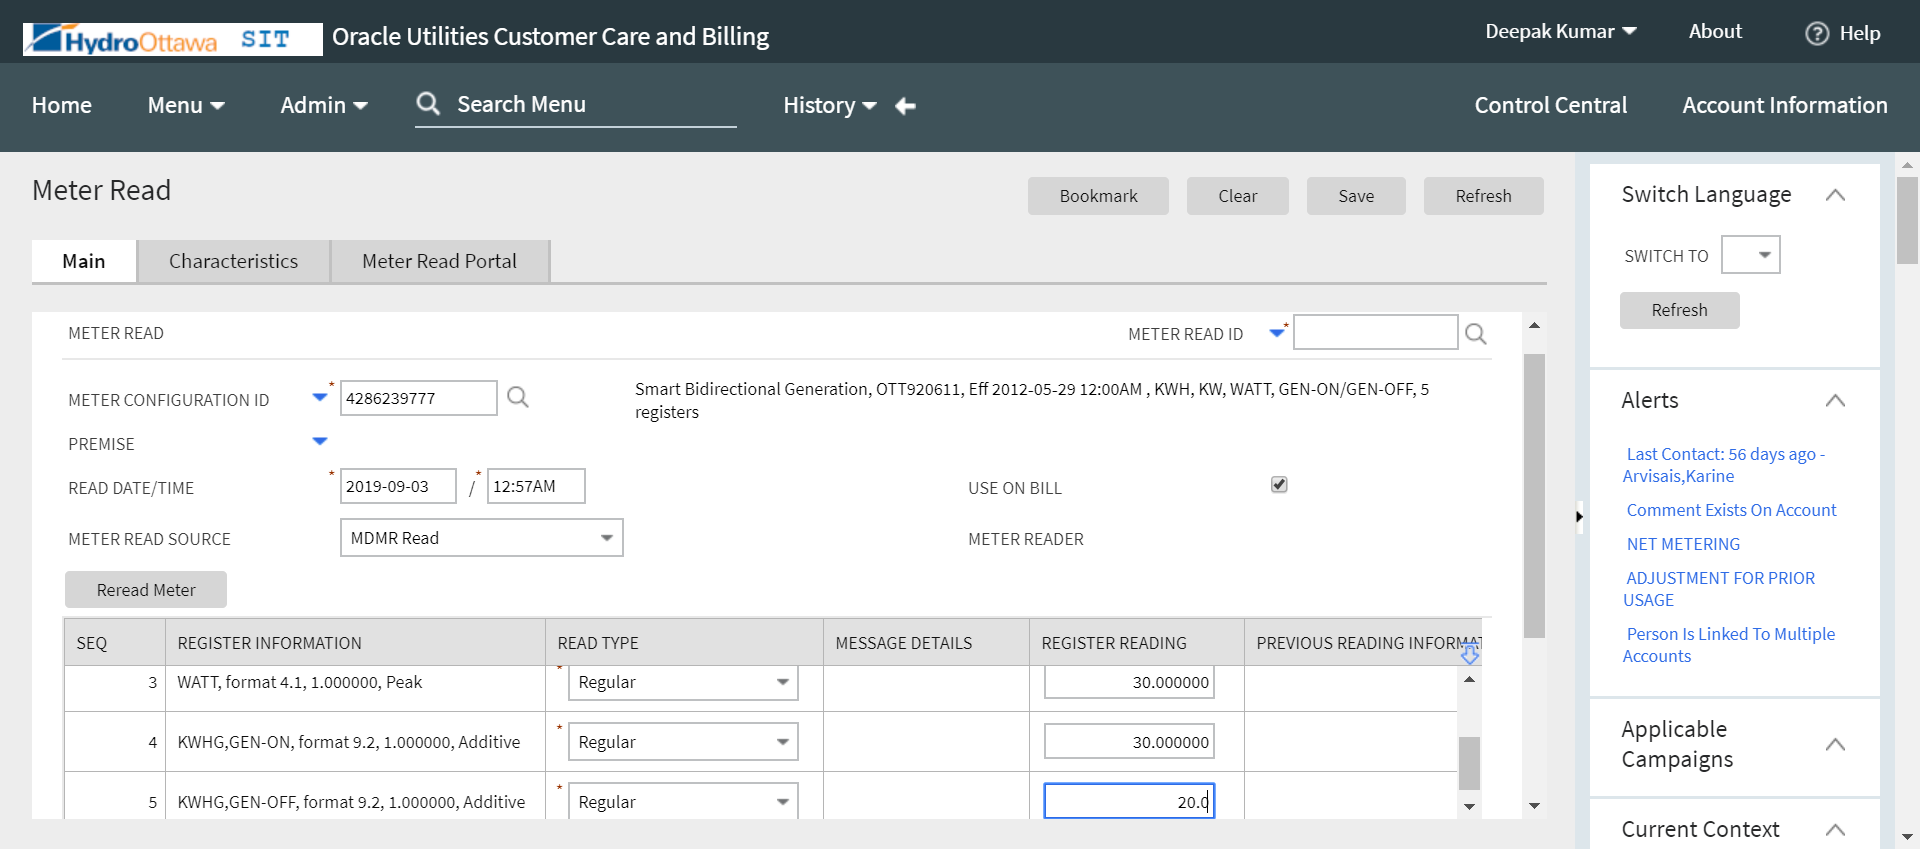 HydroOttawa SIT Oracle Utilities Customer Care and Billing
Deepak Kumar About ? Help
Home Menu Admin Search Menu History Control Central Account Information
Meter Read
Bookmark Clear Save Refresh
Main Characteristics Meter Read Portal
METER READ METER READ ID *
METER CONFIGURATION ID * 4286239777
Smart Bidirectional Generation, OTT920611, Eff 2012-05-29 12:00AM , KWH, KW, WATT, GEN-ON/GEN-OFF, 5
registers
PREMISE
READ DATE/TIME * 2019-09-03 / * 12:57AM USE ON BILL
METER READ SOURCE MDMR Read METER READER
Reread Meter
SEQ REGISTER INFORMATION READ TYPE MESSAGE DETAILS REGISTER READING PREVIOUS READING INFORMAT
3 WATT, format 4.1, 1.000000, Peak * Regular 30.000000
4 KWHG,GEN-ON, format 9.2, 1.000000, Additive * Regular 30.000000
5 KWHG,GEN-OFF, format 9.2, 1.000000, Additive * Regular 20.0
Switch Language
SWITCH TO
Refresh
Alerts
Last Contact: 56 days ago -
Arvisais,Karine
Comment Exists On Account
NET METERING
ADJUSTMENT FOR PRIOR
USAGE
Person Is Linked To Multiple
Accounts
Applicable
Campaigns
Current Context